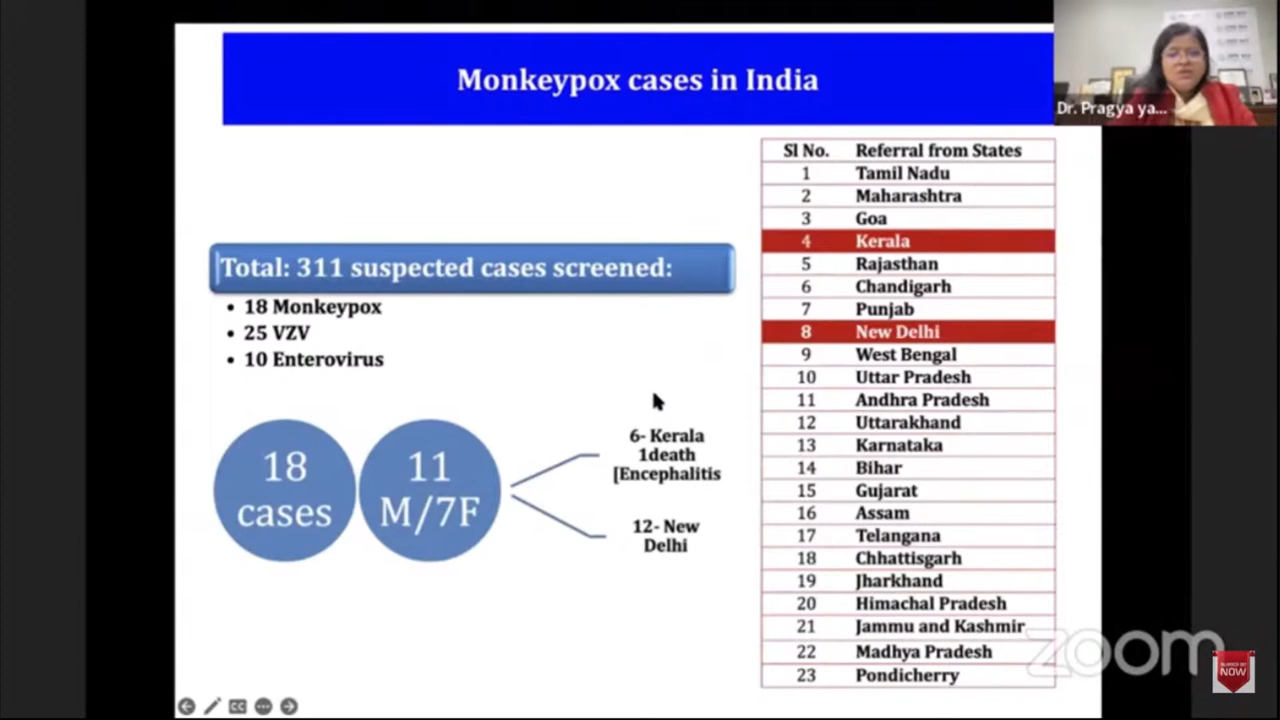 Monkeypox cases in India
Dr. Pragya ya...
Total: 311 suspected cases screened:
• 18 Monkeypox
• 25 VZV
• 10 Enterovirus
18
cases
11
M/7F
6- Kerala
1death
[Encephalitis
12- New
Delhi
Sl No. Referral from States
1 Tamil Nadu
2 Maharashtra
3 Goa
4 Kerala
5 Rajasthan
6 Chandigarh
7 Punjab
8 New Delhi
9 West Bengal
10 Uttar Pradesh
11 Andhra Pradesh
12 Uttarakhand
13 Karnataka
14 Bihar
15 Gujarat
16 Assam
17 Telangana
18 Chhattisgarh
19 Jharkhand
20 Himachal Pradesh
21 Jammu and Kashmir
22 Madhya Pradesh
23 Pondicherry
zoom
NOW